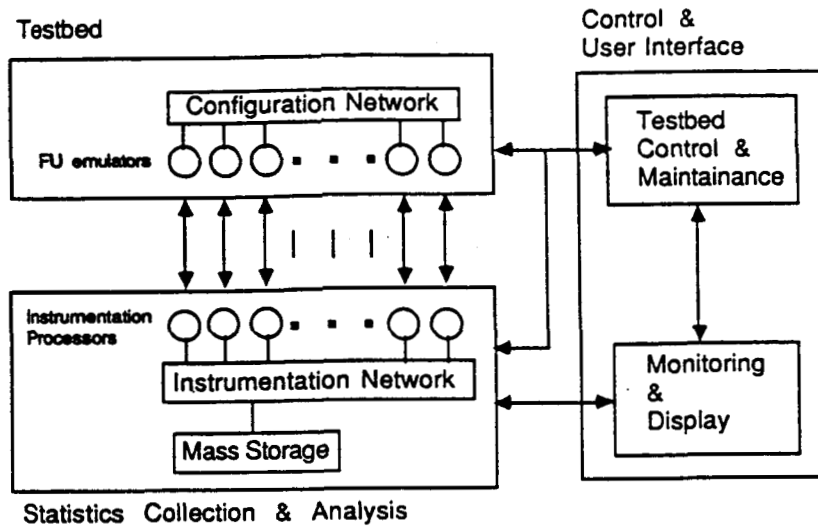 Testbed
Control &
User Interface
Configuration Network
FU emulators
Testbed
Control &
Maintainance
Instrumentation
Processors
Instrumentation Network
Mass Storage
Monitoring
&
Display
Statistics Collection & Analysis